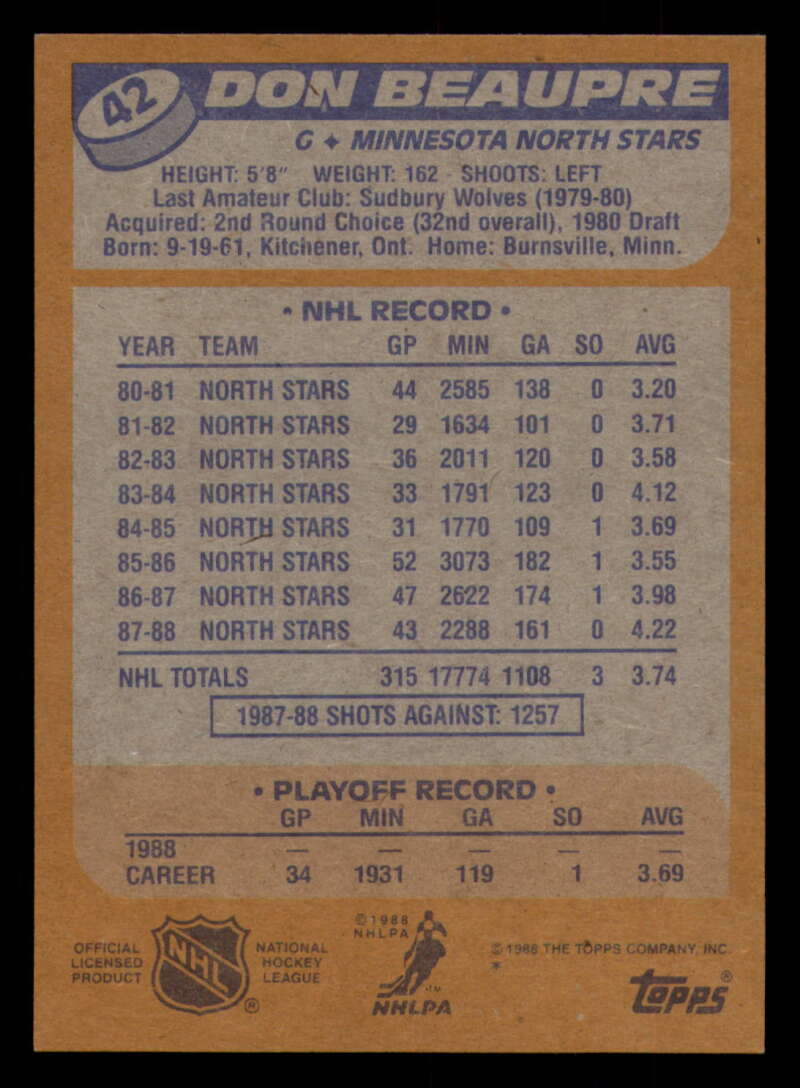 42
DON BEAUPRE
G ✦ MINNESOTA NORTH STARS
HEIGHT: 5'8" WEIGHT: 162 SHOOTS: LEFT
Last Amateur Club: Sudbury Wolves (1979-80)
Acquired: 2nd Round Choice (32nd overall), 1980 Draft
Born: 9-19-61, Kitchener, Ont. Home: Burnsville, Minn.
• NHL RECORD •
YEAR TEAM GP MIN GA SO AVG
80-81 NORTH STARS 44 2585 138 0 3.20
81-82 NORTH STARS 29 1634 101 0 3.71
82-83 NORTH STARS 36 2011 120 0 3.58
83-84 NORTH STARS 33 1791 123 0 4.12
84-85 NORTH STARS 31 1770 109 1 3.69
85-86 NORTH STARS 52 3073 182 1 3.55
86-87 NORTH STARS 47 2622 174 1 3.98
87-88 NORTH STARS 43 2288 161 0 4.22
NHL TOTALS 315 17774 1108 3 3.74
1987-88 SHOTS AGAINST: 1257
• PLAYOFF RECORD •
GP MIN GA SO AVG
1988 — — — — —
CAREER 34 1931 119 1 3.69
OFFICIAL
LICENSED
PRODUCT
NHL
®
NATIONAL
HOCKEY
LEAGUE
©1988
NHLPA
™
NHLPA
© 1988 THE TOPPS COMPANY, INC.
*
topps®